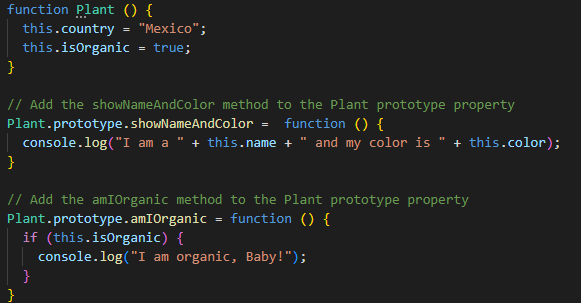 function Plant () {
  this.country = "Mexico";
  this.isOrganic = true;
}

// Add the showNameAndColor method to the Plant prototype property
Plant.prototype.showNameAndColor =  function () {
  console.log("I am a " + this.name + " and my color is " + this.color);
}

// Add the amIOrganic method to the Plant prototype property
Plant.prototype.amIOrganic = function () {
  if (this.isOrganic) {
    console.log("I am organic, Baby!");
  }
}